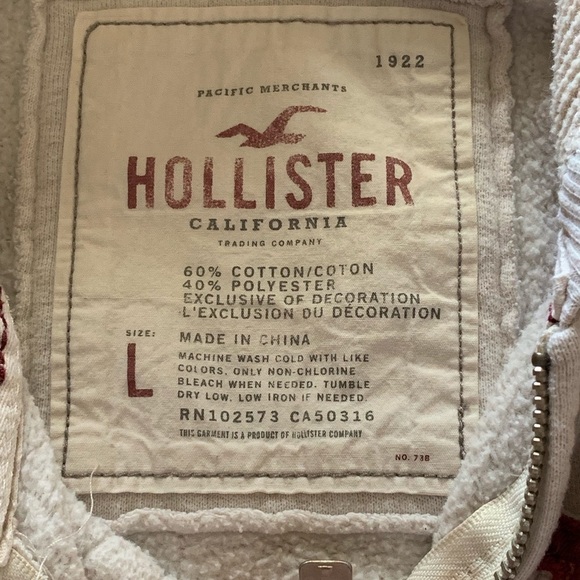 1922
PACIFIC MERCHANTS
HOLLISTER
CALIFORNIA
TRADING COMPANY
60% COTTON/COTON
40% POLYESTER
EXCLUSIVE OF DECORATION
L'EXCLUSION DU DÉCORATION
SIZE:
L
MADE IN CHINA
MACHINE WASH COLD WITH LIKE
COLORS, ONLY NON-CHLORINE
BLEACH WHEN NEEDED. TUMBLE
DRY LOW, LOW IRON IF NEEDED.
RN102573 CA50316
THIS GARMENT IS A PRODUCT OF HOLLISTER COMPANY
NO. 73B